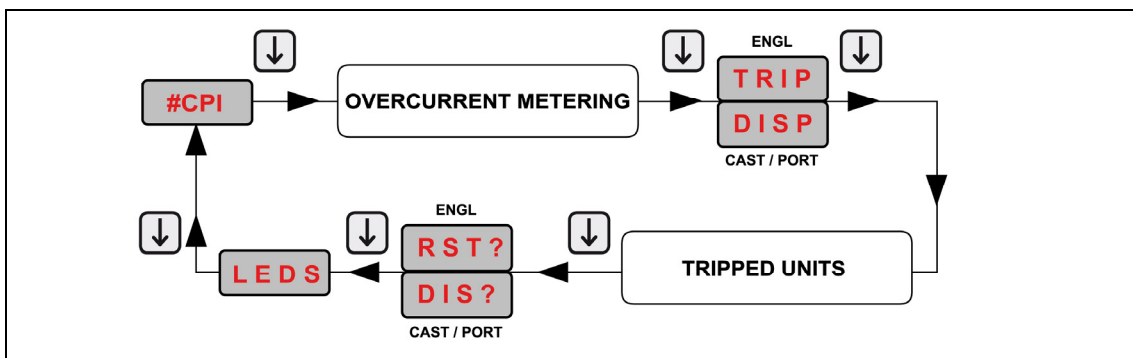 ENGL
#CPI
OVERCURRENT METERING
TRIP
DISP
CAST / PORT
ENGL
LEDS
RST?
DIS?
TRIPPED UNITS
CAST / PORT